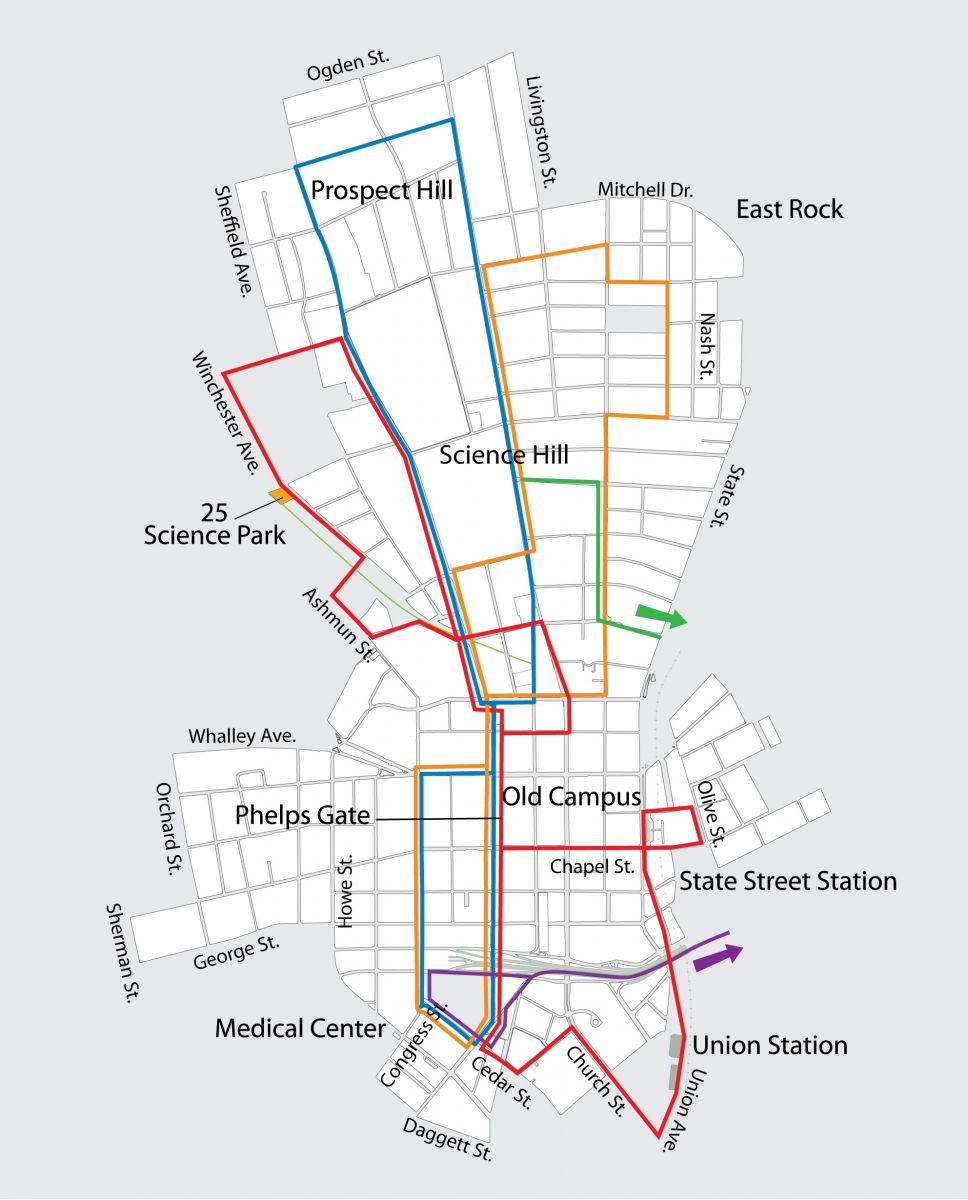 Ogden St.
Livingston St.
Prospect Hill
Mitchell Dr.
East Rock
Sheffield Ave.
Nash St.
Winchester Ave.
Science Hill
State St.
25
Science Park
Ashmun St.
Whalley Ave.
Orchard St.
Phelps Gate
Old Campus
Olive St.
Chapel St.
Howe St.
State Street Station
Sherman St.
George St.
Medical Center
Congress St.
Union Station
Cedar St.
Church St.
Union Ave.
Daggett St.